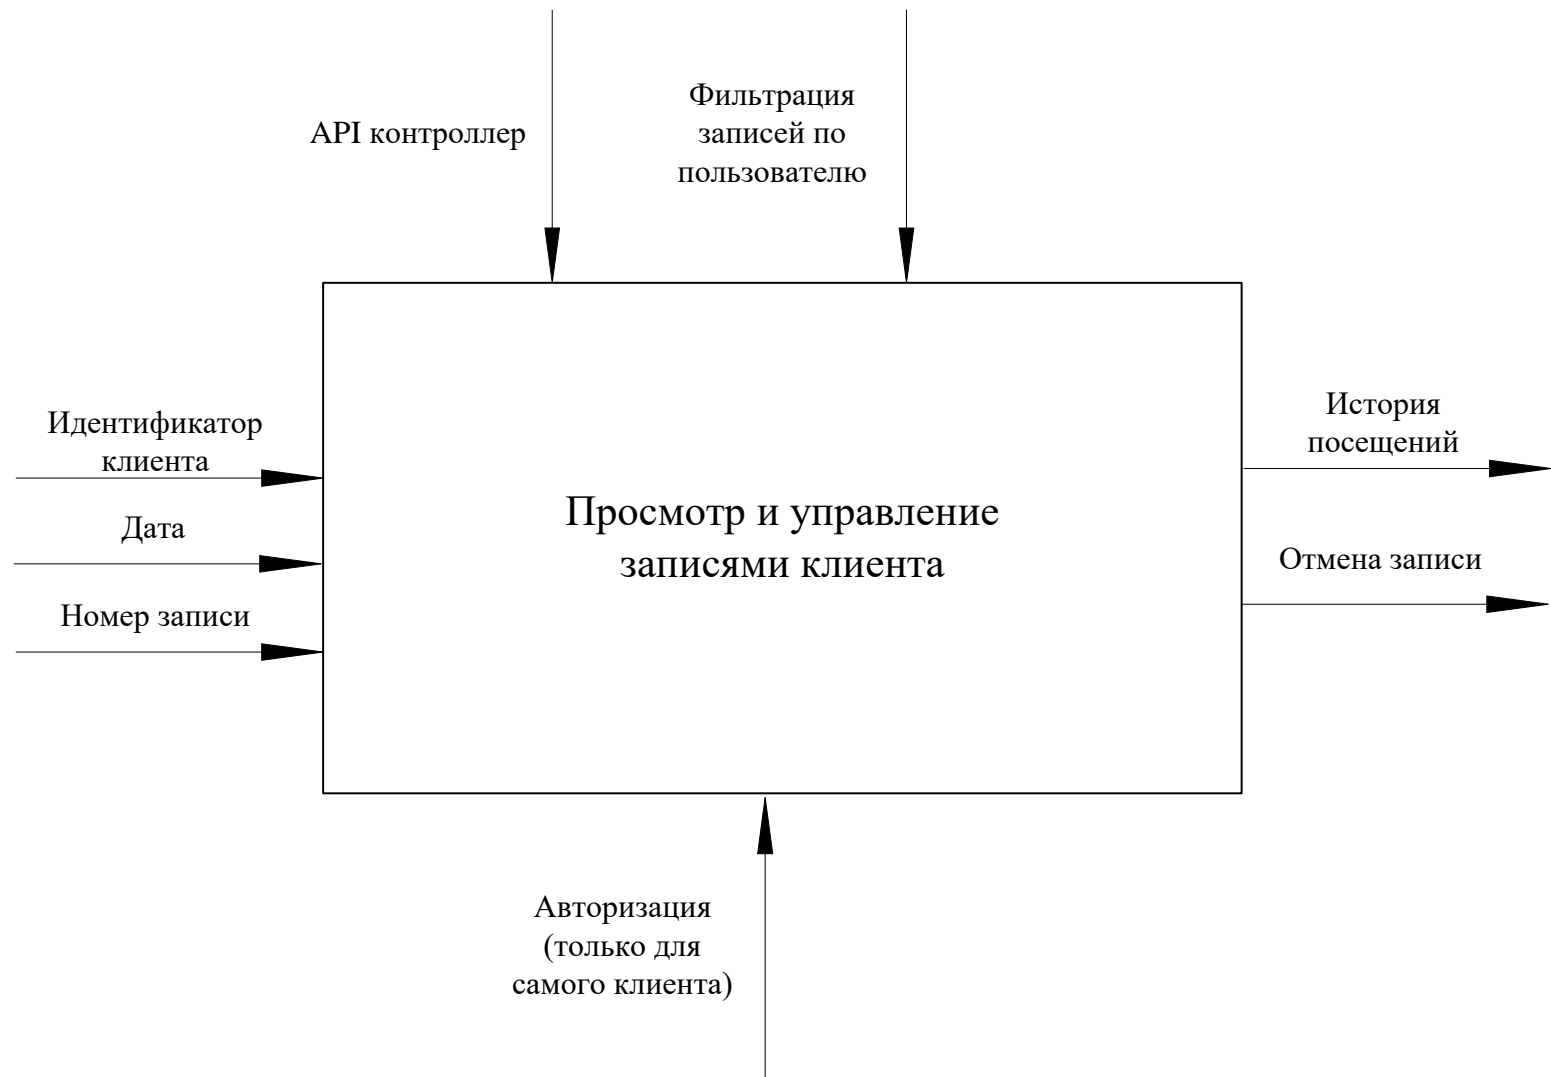 API контроллер
Фильтрация
записей по
пользователю
Идентификатор
клиента
Дата
Номер записи
Просмотр и управление
записями клиента
История
посещений
Отмена записи
Авторизация
(только для
самого клиента)